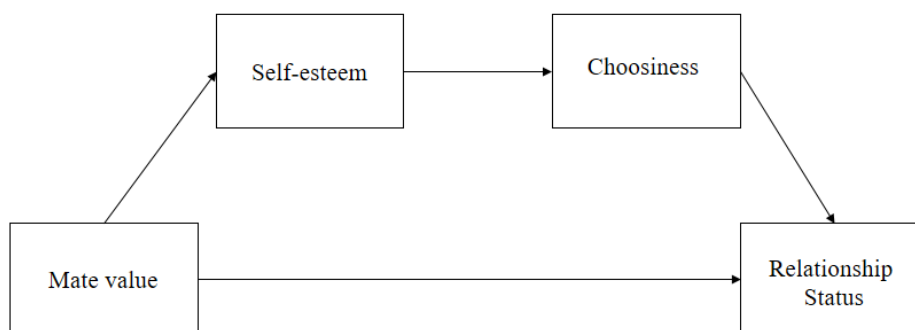 Self-esteem
Choosiness
Mate value
Relationship
Status